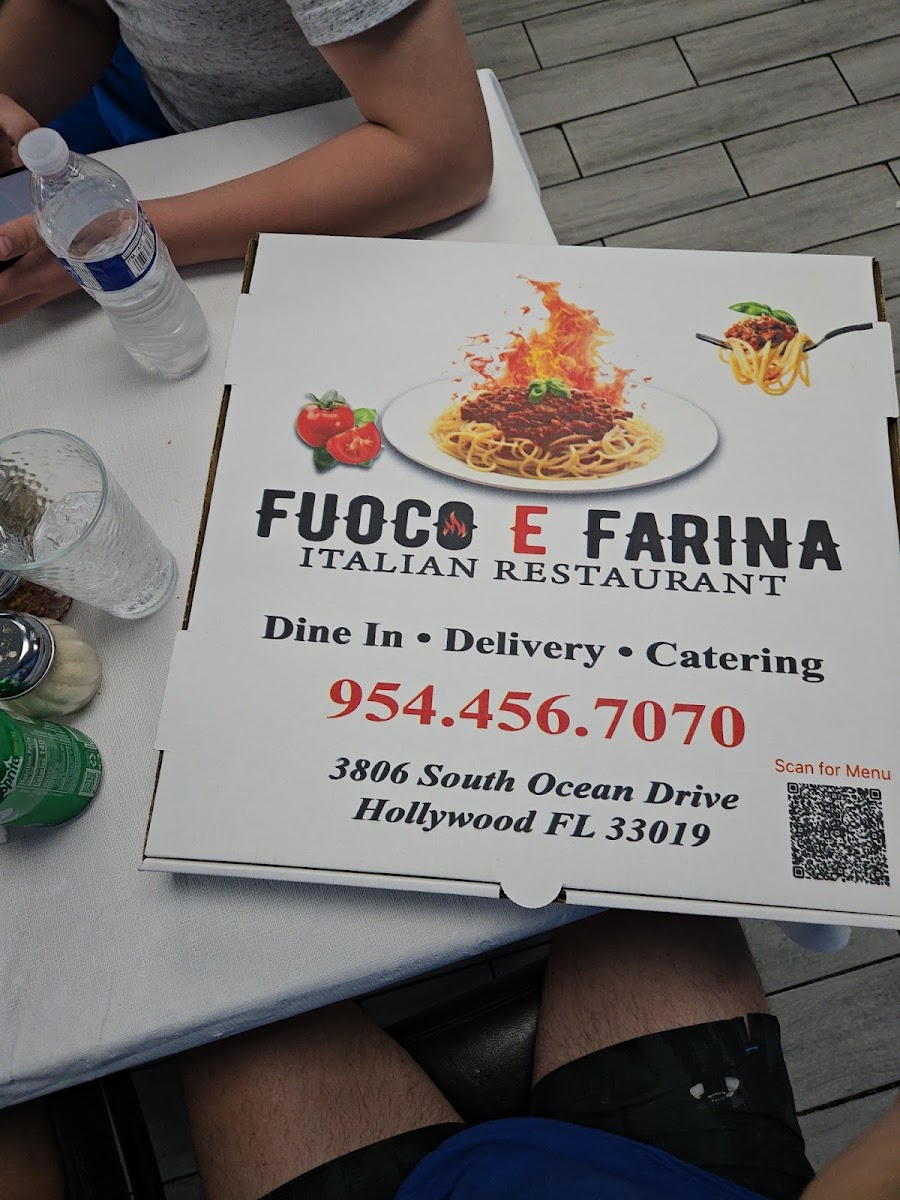 FUOCO E FARINA
ITALIAN RESTAURANT
Dine In • Delivery • Catering
954.456.7070
3806 South Ocean Drive
Hollywood FL 33019
Scan for Menu
Sprite